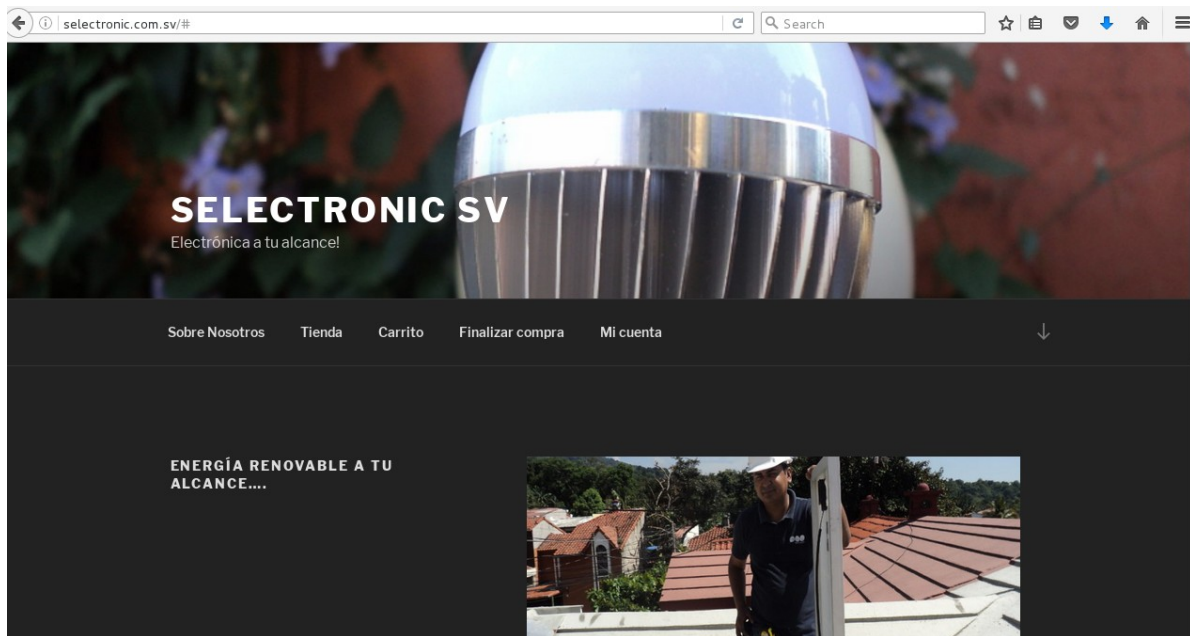 selectronic.com.sv/#
Search
SELECTRONIC SV
Electrónica a tu alcance!
Sobre Nosotros Tienda Carrito Finalizar compra Mi cuenta
ENERGÍA RENOVABLE A TU
ALCANCE....